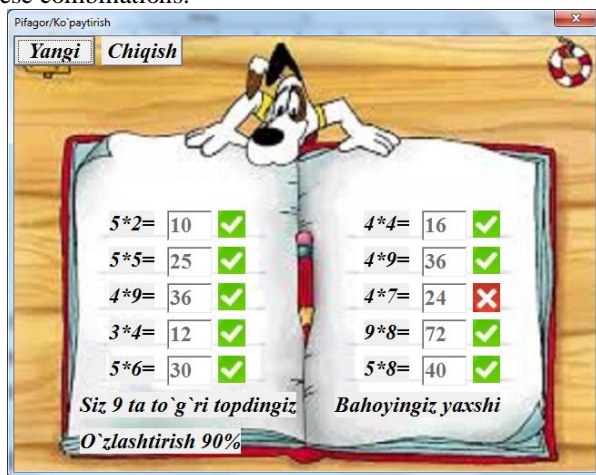 these combinations.
Pifagor/Ko`paytirish
Yangi Chiqish
5*2= 10
5*5= 25
4*9= 36
3*4= 12
5*6= 30
4*4= 16
4*9= 36
4*7= 24
9*8= 72
5*8= 40
Siz 9 ta to`g`ri topdingiz
Bahoyingiz yaxshi
O`zlashtirish 90%